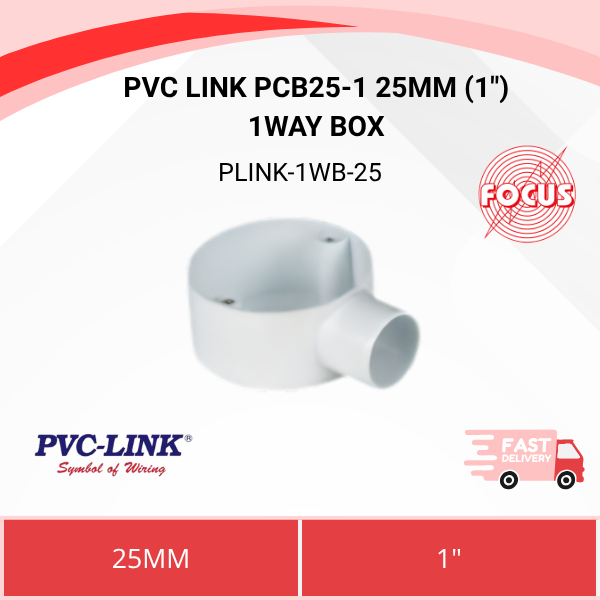 PVC LINK PCB25-1 25MM (1")
1WAY BOX
PLINK-1WB-25
FOCUS
PVC-LINK®
Symbol of Wiring
FAST
DELIVERY
25MM
1"